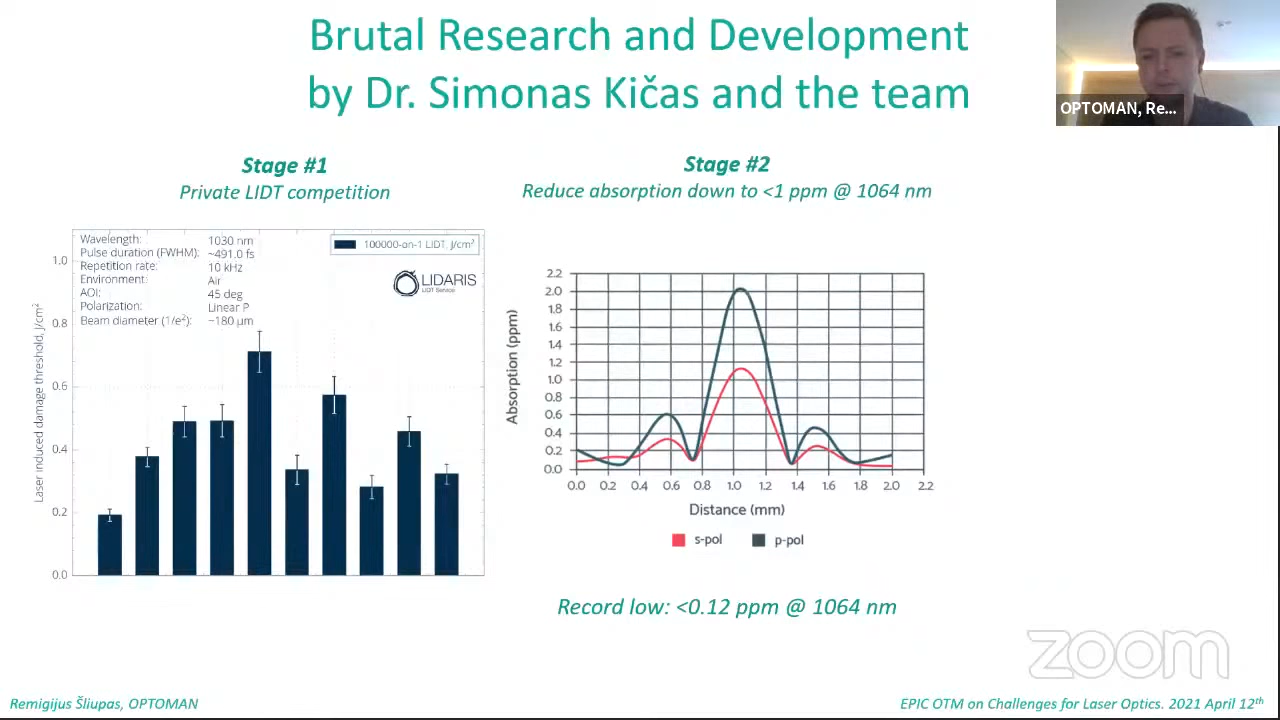 Brutal Research and Development
by Dr. Simonas Kičas and the team
OPTOMAN, Re...
Stage #1
Private LIDT competition
Stage #2
Reduce absorption down to <1 ppm @ 1064 nm
Wavelength: 1030 nm
Pulse duration (FWHM): ~491.0 fs
Repetition rate: 10 kHz
Environment: Air
AOI: 45 deg
Polarization: Linear P
Beam diameter (1/e²): ~180 µm
100000-on-1 LIDT, J/cm²
LIDARIS
LIDT Service
Laser induced damage threshold, J/cm²
1.0
0.8
0.6
0.4
0.2
0.0
Absorption (ppm)
2.2
2.0
1.8
1.6
1.4
1.2
1.0
0.8
0.6
0.4
0.2
0.0
0.0 0.2 0.4 0.6 0.8 1.0 1.2 1.4 1.6 1.8 2.0 2.2
Distance (mm)
s-pol p-pol
Record low: <0.12 ppm @ 1064 nm
zoom
Remigijus Šliupas, OPTOMAN
EPIC OTM on Challenges for Laser Optics. 2021 April 12th